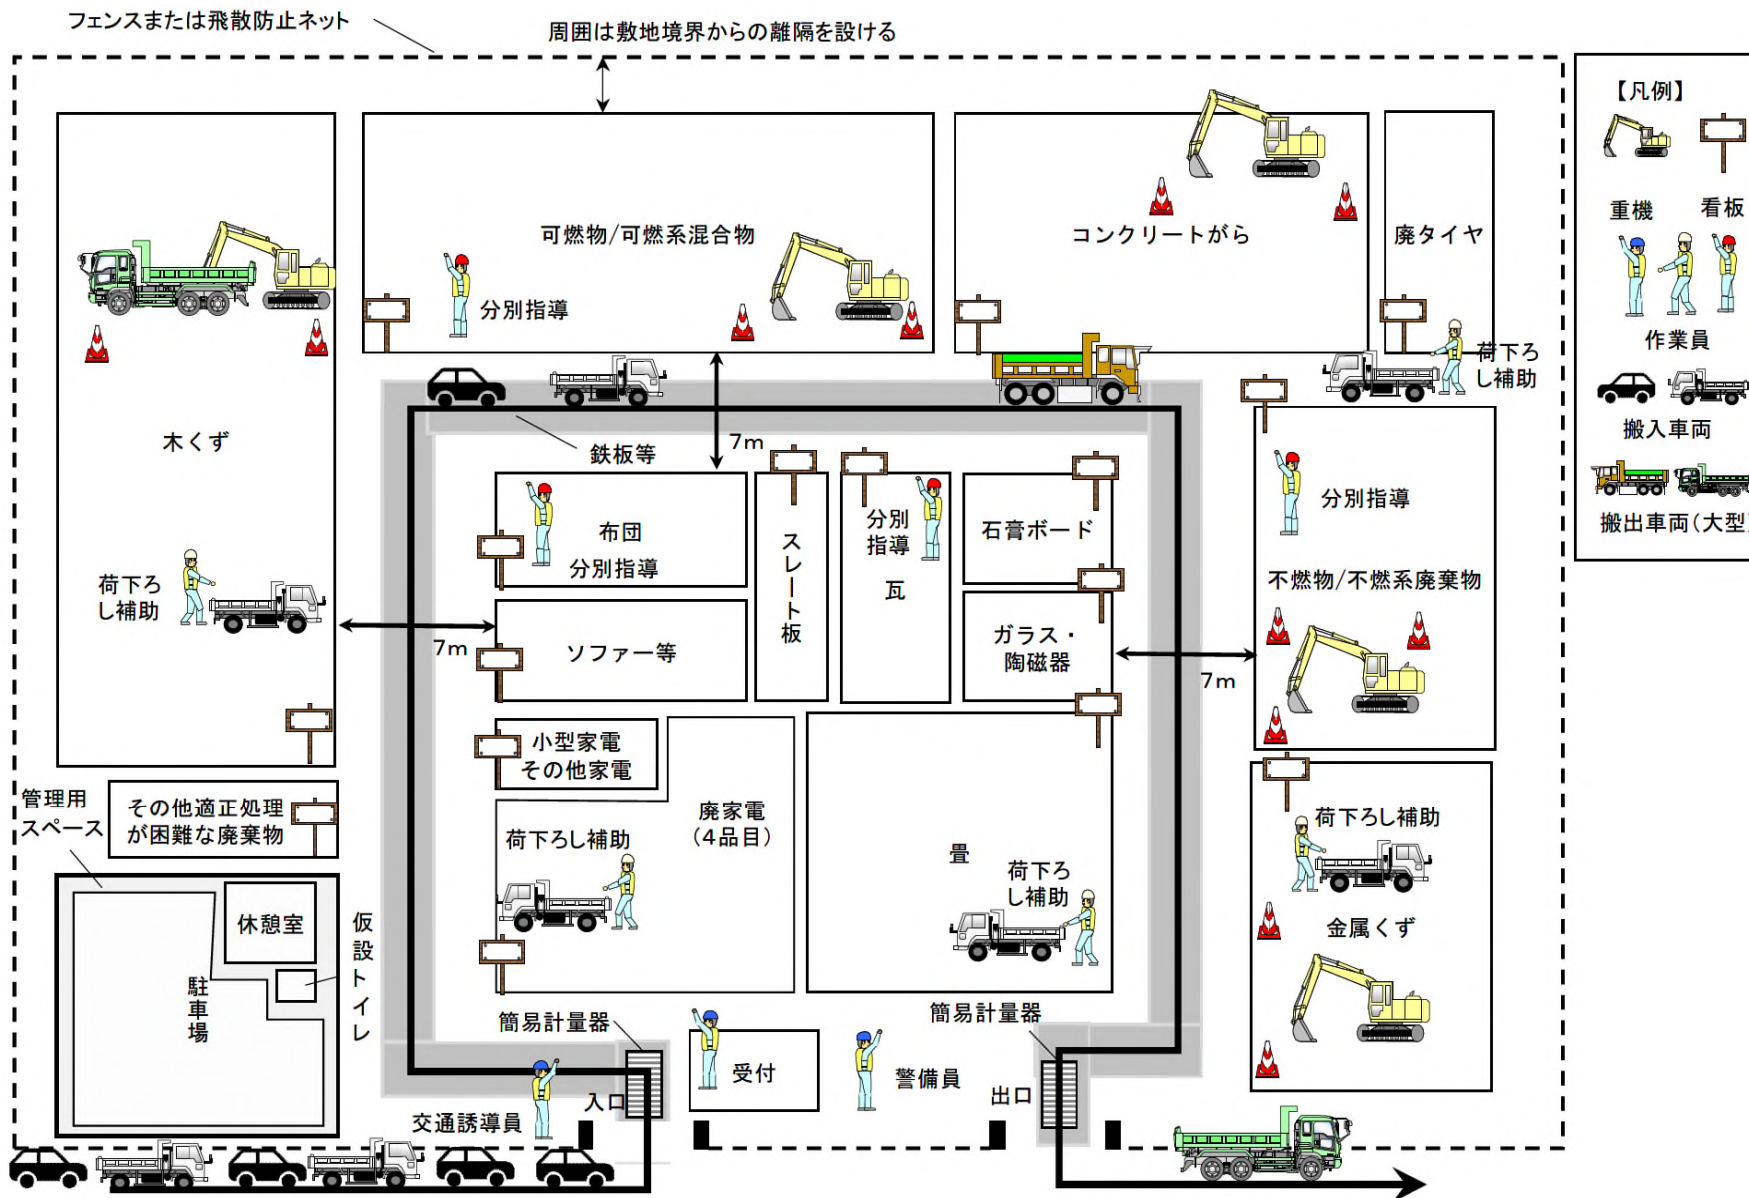 フェンスまたは飛散防止ネット
周囲は敷地境界からの離隔を設ける
【凡例】
重機
看板
作業員
搬入車両
搬出車両(大型)
可燃物/可燃系混合物
分別指導
コンクリートがら
廃タイヤ
荷下ろ
し補助
木くず
鉄板等
7m
布団
分別指導
スレート板
分別
指導
瓦
石膏ボード
分別指導
不燃物/不燃系廃棄物
荷下ろ
し補助
7m
ソファー等
ガラス・
陶磁器
7m
小型家電
その他家電
廃家電
(4品目)
荷下ろし補助
畳
荷下ろ
し補助
荷下ろし補助
金属くず
管理用
スペース
その他適正処理
が困難な廃棄物
休憩室
仮設トイレ
駐車場
簡易計量器
簡易計量器
受付
警備員
入口
出口
交通誘導員